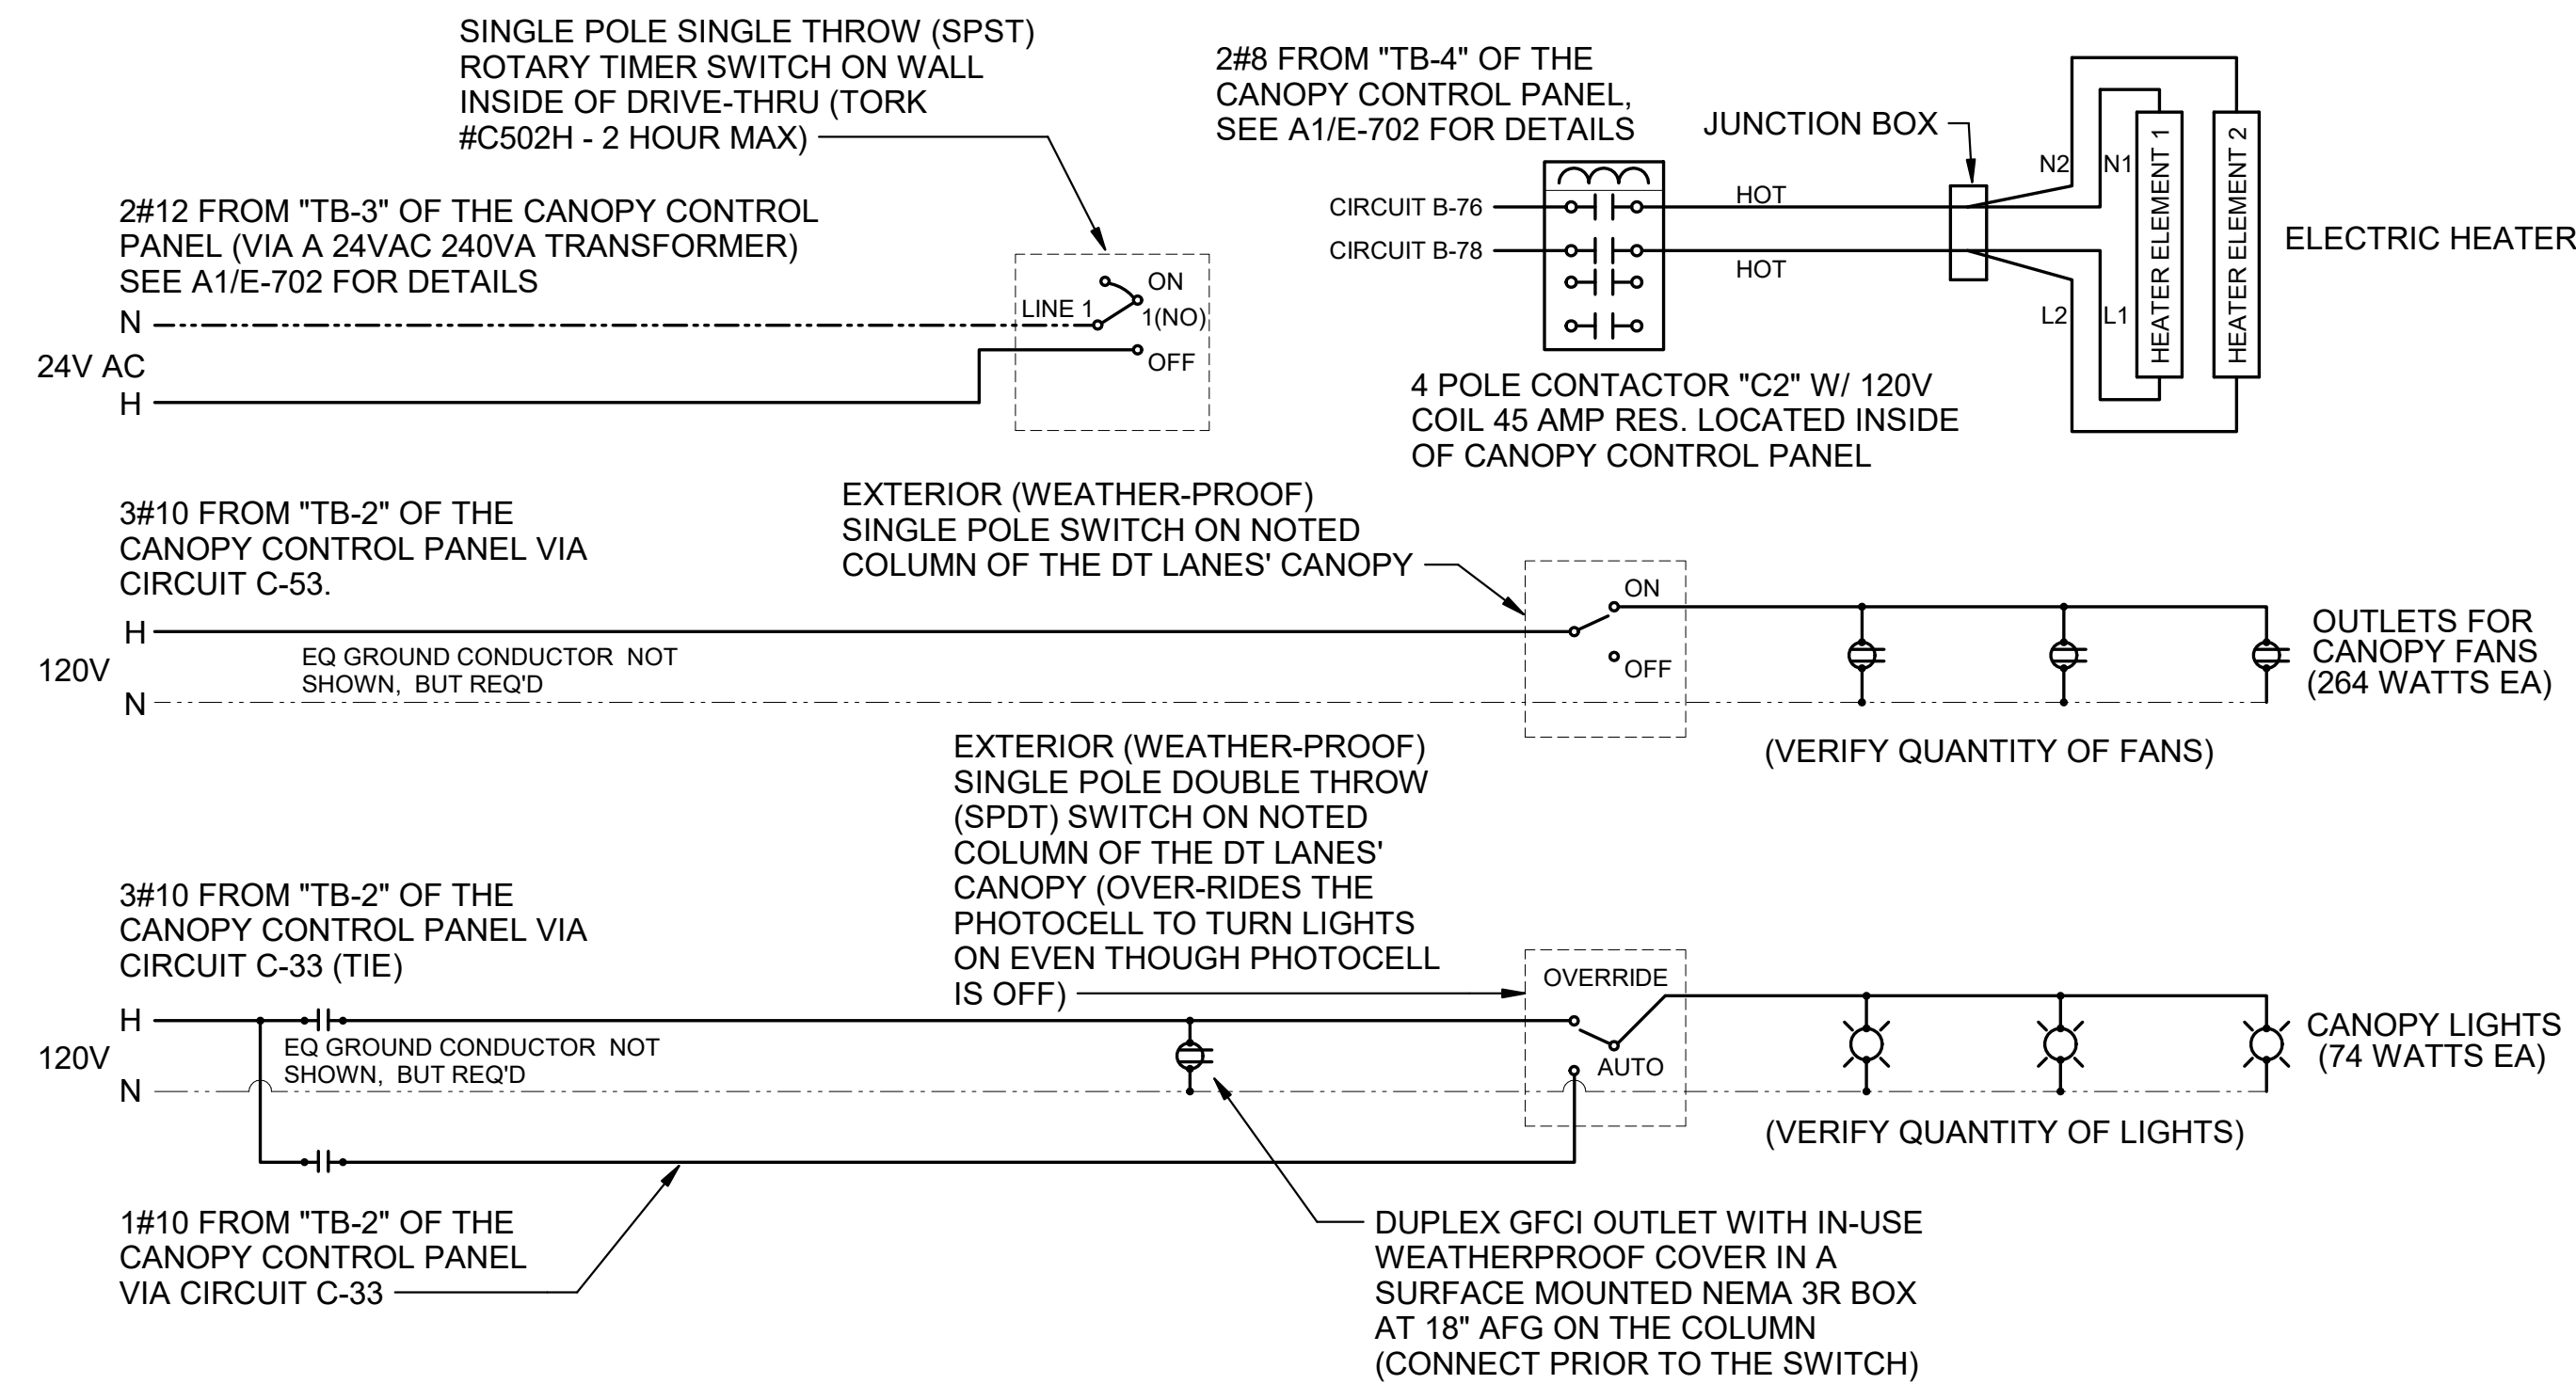 SINGLE POLE SINGLE THROW (SPST)
ROTARY TIMER SWITCH ON WALL
INSIDE OF DRIVE-THRU (TORK
#C502H - 2 HOUR MAX)
2#12 FROM "TB-3" OF THE CANOPY CONTROL
PANEL (VIA A 24VAC 240VA TRANSFORMER)
SEE A1/E-702 FOR DETAILS
N
24V AC
H
LINE 1
ON
1(NO)
OFF
2#8 FROM "TB-4" OF THE
CANOPY CONTROL PANEL,
SEE A1/E-702 FOR DETAILS
JUNCTION BOX
CIRCUIT B-76
CIRCUIT B-78
HOT
HOT
N2
N1
L2
L1
HEATER ELEMENT 1
HEATER ELEMENT 2
ELECTRIC HEATER
4 POLE CONTACTOR "C2" W/ 120V
COIL 45 AMP RES. LOCATED INSIDE
OF CANOPY CONTROL PANEL
3#10 FROM "TB-2" OF THE
CANOPY CONTROL PANEL VIA
CIRCUIT C-53.
H
120V
N
EQ GROUND CONDUCTOR NOT
SHOWN, BUT REQ'D
EXTERIOR (WEATHER-PROOF)
SINGLE POLE SWITCH ON NOTED
COLUMN OF THE DT LANES' CANOPY
ON
OFF
OUTLETS FOR
CANOPY FANS
(264 WATTS EA)
(VERIFY QUANTITY OF FANS)
EXTERIOR (WEATHER-PROOF)
SINGLE POLE DOUBLE THROW
(SPDT) SWITCH ON NOTED
COLUMN OF THE DT LANES'
CANOPY (OVER-RIDES THE
PHOTOCELL TO TURN LIGHTS
ON EVEN THOUGH PHOTOCELL
IS OFF)
3#10 FROM "TB-2" OF THE
CANOPY CONTROL PANEL VIA
CIRCUIT C-33 (TIE)
H
120V
N
EQ GROUND CONDUCTOR NOT
SHOWN, BUT REQ'D
OVERRIDE
AUTO
CANOPY LIGHTS
(74 WATTS EA)
(VERIFY QUANTITY OF LIGHTS)
1#10 FROM "TB-2" OF THE
CANOPY CONTROL PANEL
VIA CIRCUIT C-33
DUPLEX GFCI OUTLET WITH IN-USE
WEATHERPROOF COVER IN A
SURFACE MOUNTED NEMA 3R BOX
AT 18" AFG ON THE COLUMN
(CONNECT PRIOR TO THE SWITCH)